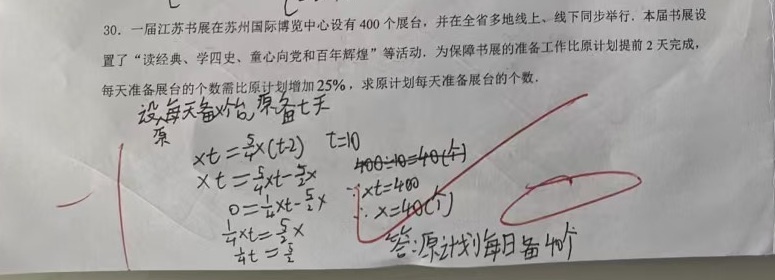 30. 一届江苏书展在苏州国际博览中心设有 400 个展台，并在全省多地线上、线下同步举行．本届书展设
置了“读经典、学四史、童心向党和百年辉煌”等活动．为保障书展的准备工作比原计划提前 2 天完成，
每天准备展台的个数需比原计划增加 25%，求原计划每天准备展台的个数．
设原每天备x个台，原备t天
xt=5/4x(t-2) t=10
400÷10=40(个)
xt=5/4xt-5/2x
∵xt=400
0=1/4xt-5/2x
∴x=40(个)
1/4xt=5/2x
1/4t=5/2
答:原计划每日备40个